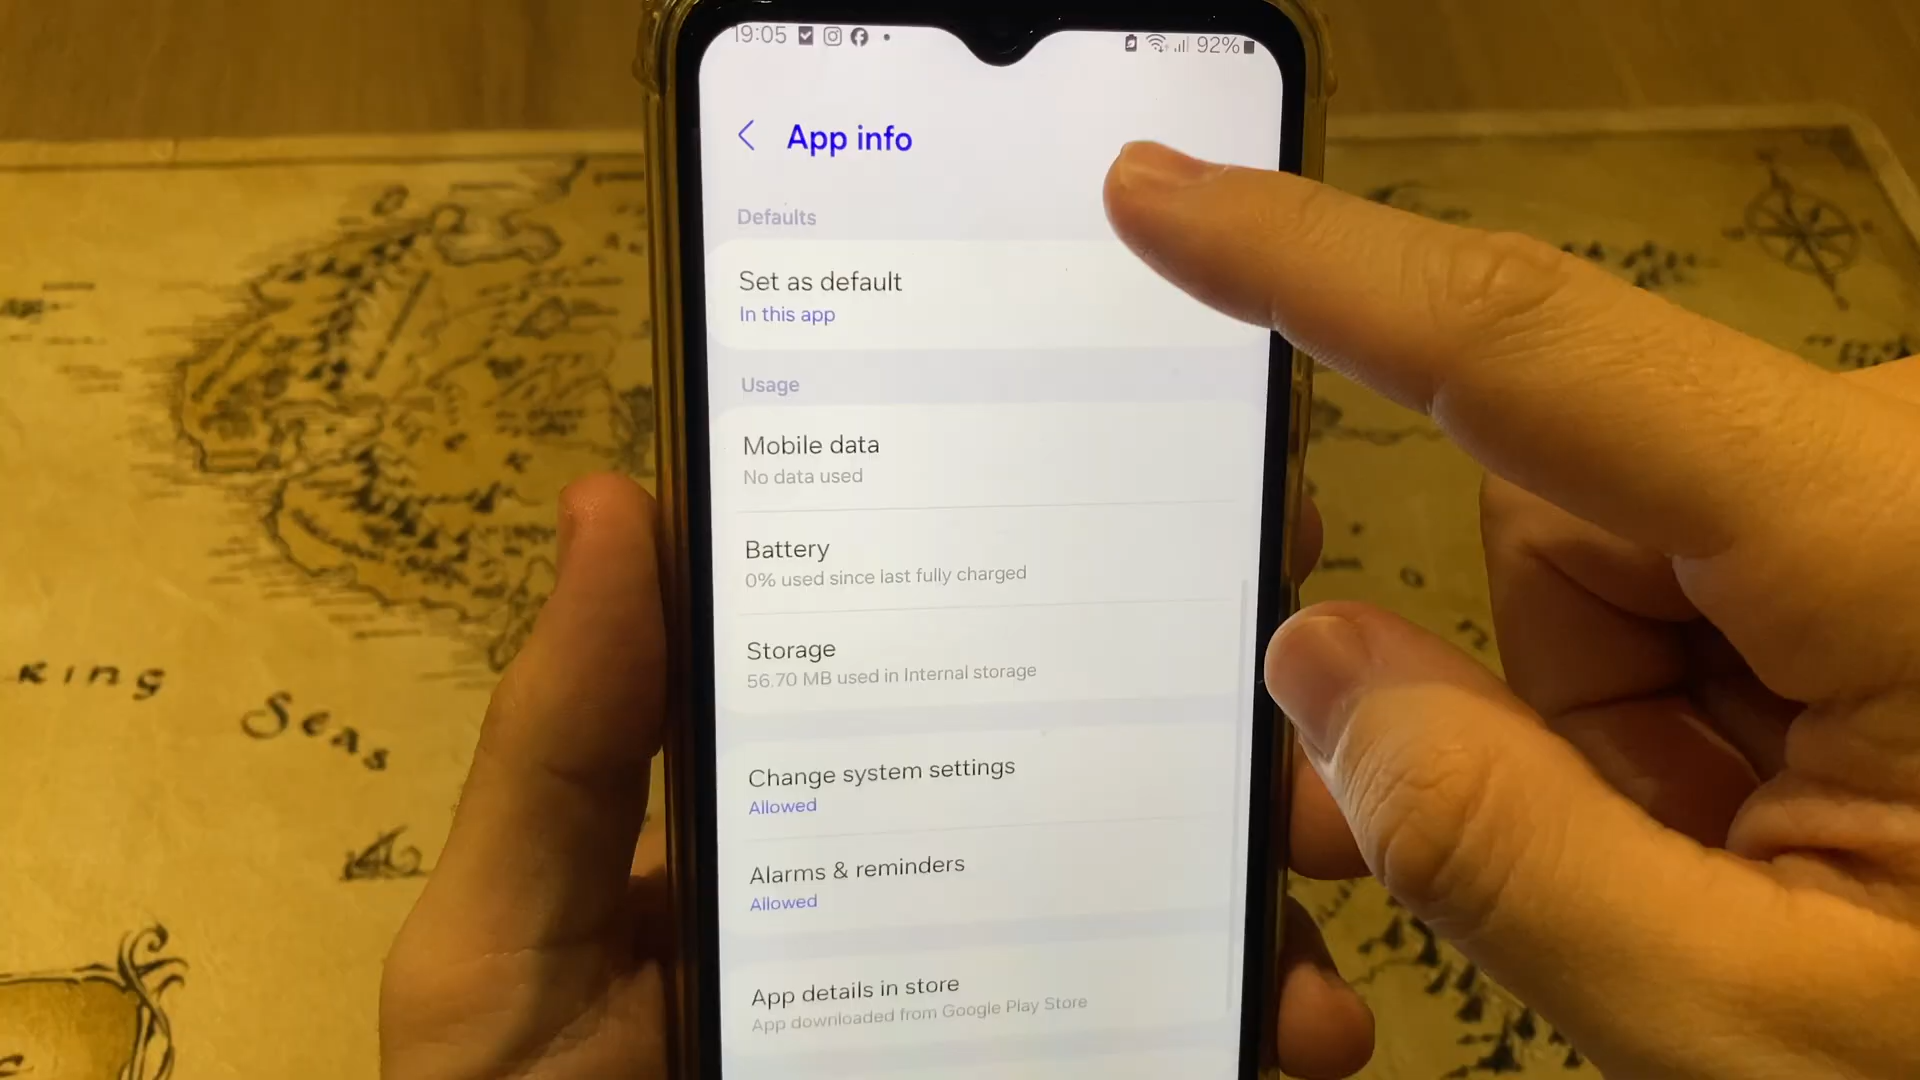 19:05
92%
App info
Defaults
Set as default
In this app
Usage
Mobile data
No data used
Battery
0% used since last fully charged
Storage
56.70 MB used in Internal storage
Change system settings
Allowed
Alarms & reminders
Allowed
App details in store
App downloaded from Google Play Store
king
Seas